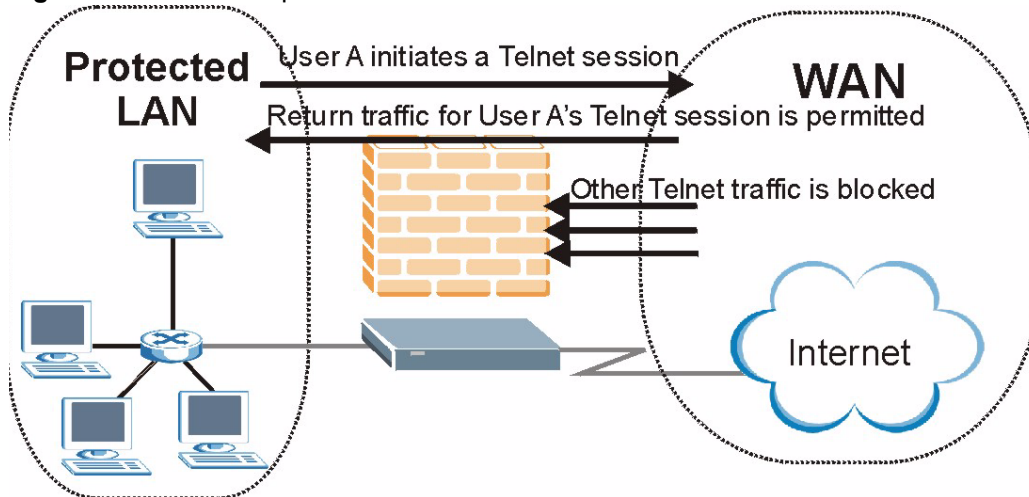 Protected
LAN
User A initiates a Telnet session
WAN
Return traffic for User A's Telnet session is permitted
Other Telnet traffic is blocked
Internet